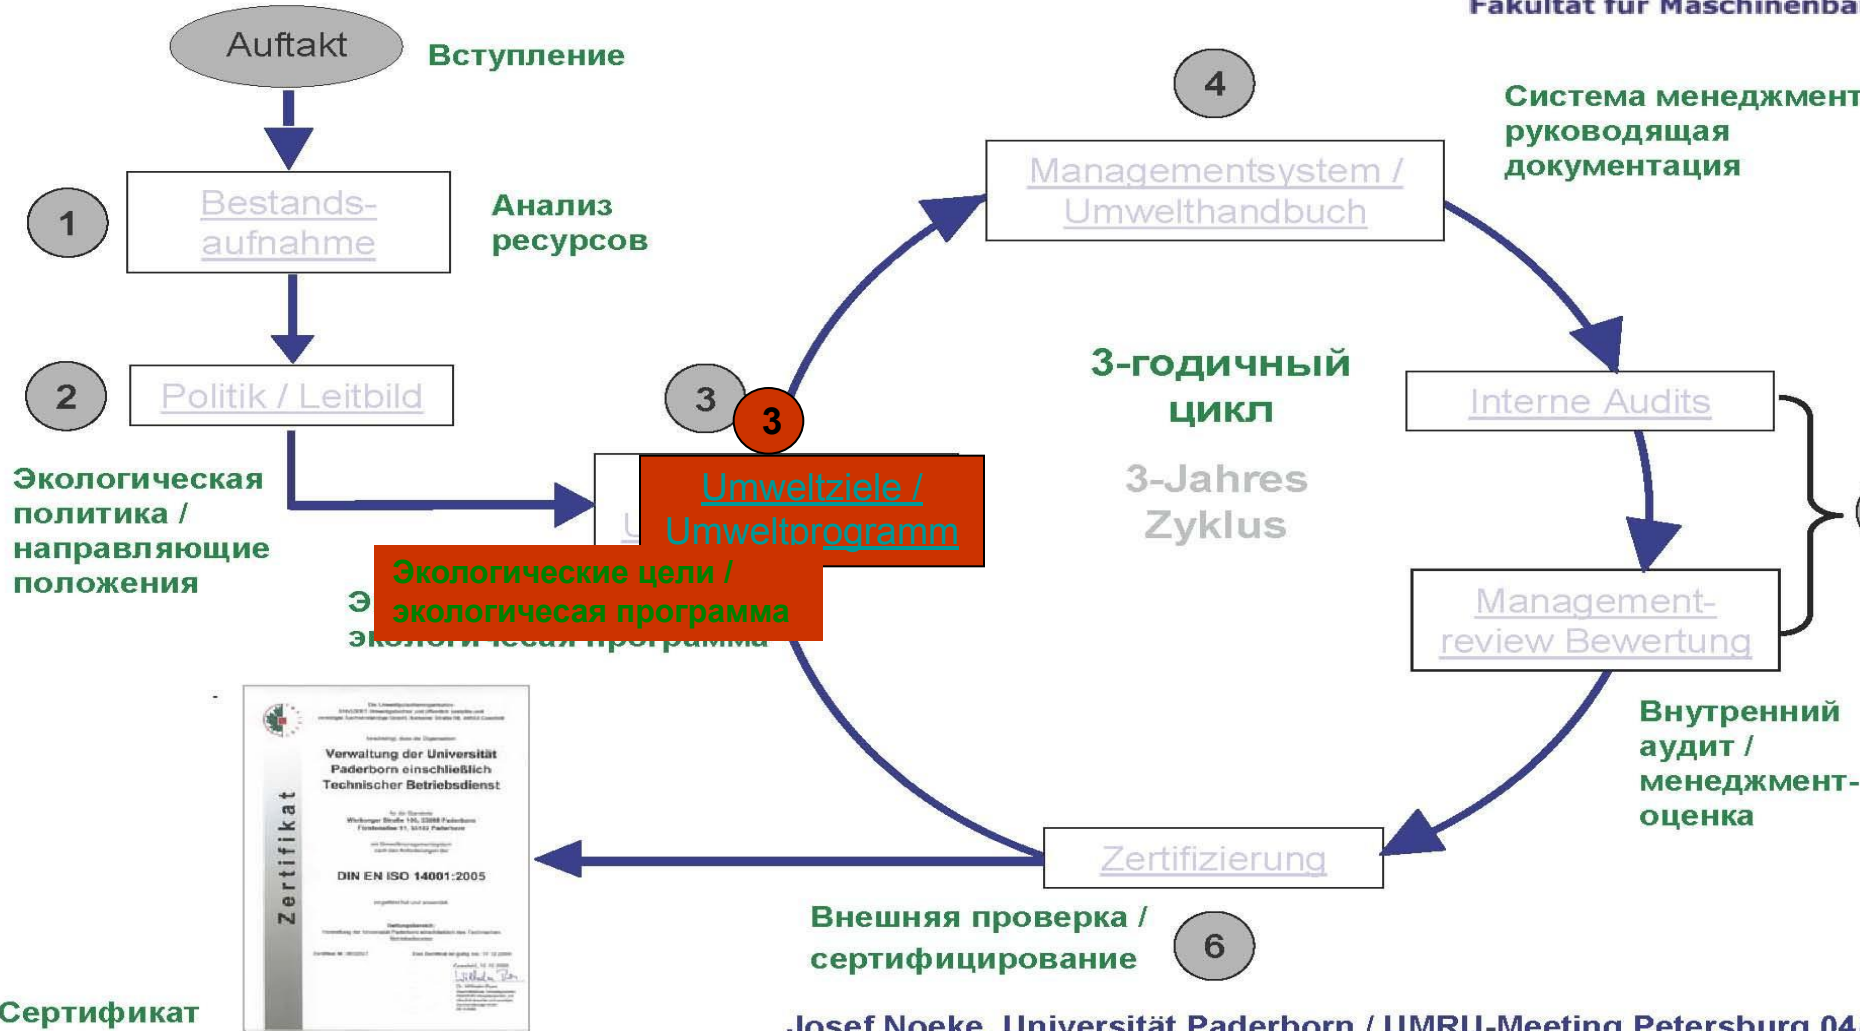 Fakultät für Maschinenba
Auftakt
Вступление
4
Система менеджмент
руководящая
документация
Managementsystem /
Umwelthandbuch
1
Bestands-
aufnahme
Анализ
ресурсов
2
Politik / Leitbild
3
3
3-годичный
цикл
3-Jahres
Zyklus
Interne Audits
Экологическая
политика /
направляющие
положения
U
Umweltziele /
Umweltprogramm
Экологические цели /
экологичесая программа
Э
экологичесая программа
Management-
review Bewertung
Внутренний
аудит /
менеджмент-
оценка
Zertifikat
Verwaltung der Universität
Paderborn einschließlich
Technischer Betriebsdienst
DIN EN ISO 14001:2005
Zertifizierung
Внешняя проверка /
сертифицирование
6
Сертификат
Josef Noeke, Universität Paderborn / UMRU-Meeting Petersburg 04